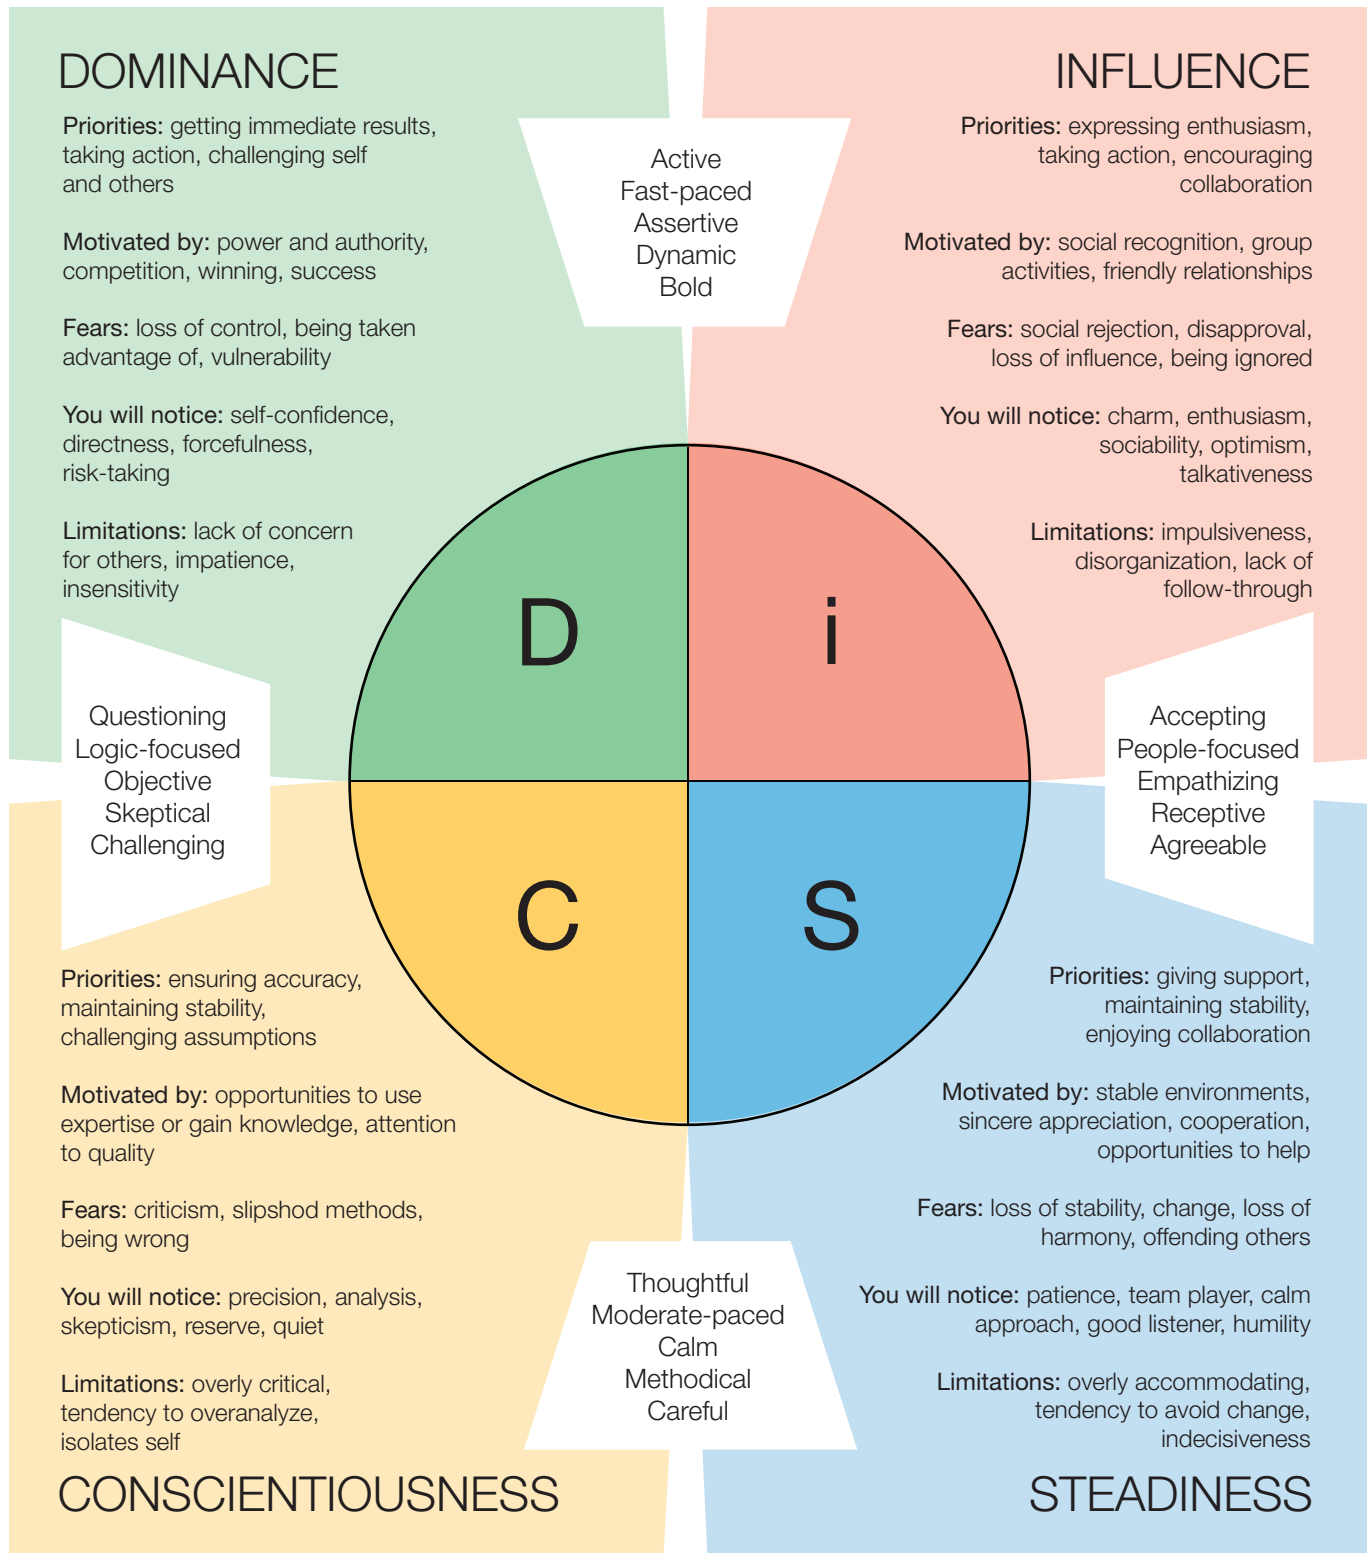 DOMINANCE
Priorities: getting immediate results,
taking action, challenging self
and others
Motivated by: power and authority,
competition, winning, success
Fears: loss of control, being taken
advantage of, vulnerability
You will notice: self-confidence,
directness, forcefulness,
risk-taking
Limitations: lack of concern
for others, impatience,
insensitivity
Active
Fast-paced
Assertive
Dynamic
Bold
INFLUENCE
Priorities: expressing enthusiasm,
taking action, encouraging
collaboration
Motivated by: social recognition, group
activities, friendly relationships
Fears: social rejection, disapproval,
loss of influence, being ignored
You will notice: charm, enthusiasm,
sociability, optimism,
talkativeness
Limitations: impulsiveness,
disorganization, lack of
follow-through
D
i
Questioning
Logic-focused
Objective
Skeptical
Challenging
Accepting
People-focused
Empathizing
Receptive
Agreeable
C
S
Priorities: ensuring accuracy,
maintaining stability,
challenging assumptions
Motivated by: opportunities to use
expertise or gain knowledge, attention
to quality
Fears: criticism, slipshod methods,
being wrong
You will notice: precision, analysis,
skepticism, reserve, quiet
Limitations: overly critical,
tendency to overanalyze,
isolates self
CONSCIENTIOUSNESS
Thoughtful
Moderate-paced
Calm
Methodical
Careful
Priorities: giving support,
maintaining stability,
enjoying collaboration
Motivated by: stable environments,
sincere appreciation, cooperation,
opportunities to help
Fears: loss of stability, change, loss of
harmony, offending others
You will notice: patience, team player, calm
approach, good listener, humility
Limitations: overly accommodating,
tendency to avoid change,
indecisiveness
STEADINESS